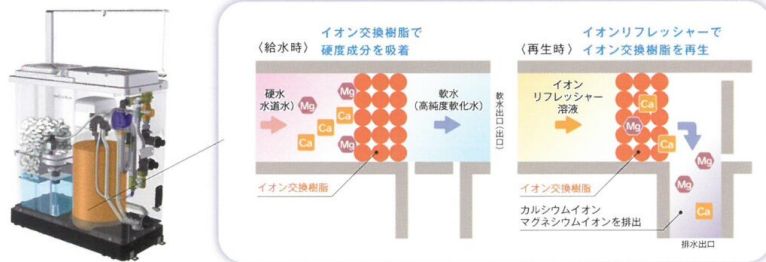 〈給水時〉
イオン交換樹脂で
硬度成分を吸着
硬水
水道水)
Mg
Mg
Mg
Ca
Ca
Ca
軟水
(高純度軟化水)
軟水出口(出口)
イオン交換樹脂
〈再生時〉
イオンリフレッシャーで
イオン交換樹脂を再生
イオン
リフレッシャー
溶液
Ca
Mg
Ca
Mg
Mg
Ca
イオン交換樹脂
カルシウムイオン
マグネシウムイオンを排出
排水出口